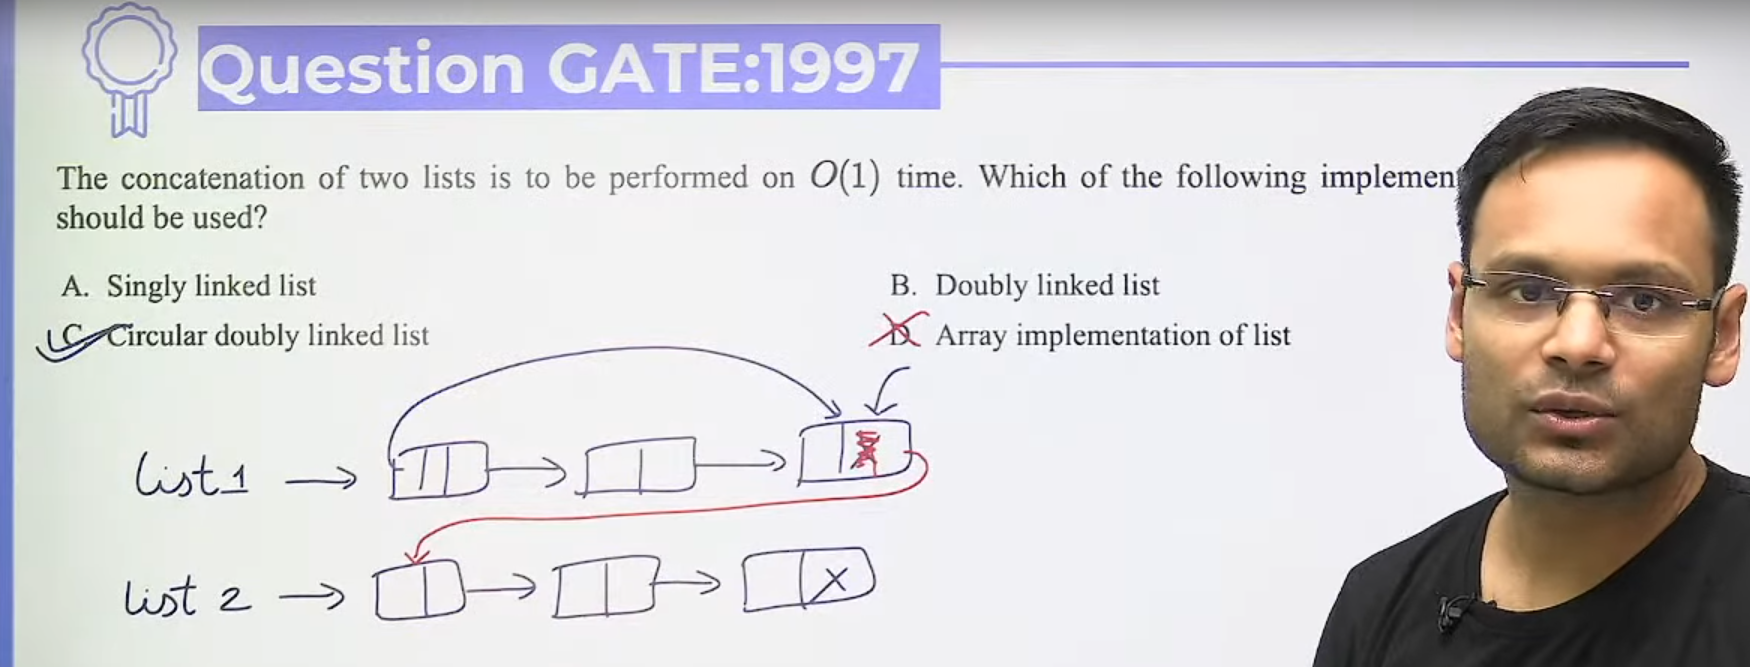 Question GATE:1997
The concatenation of two lists is to be performed on O(1) time. Which of the following implemen
should be used?
A. Singly linked list
B. Doubly linked list
C. Circular doubly linked list
D. Array implementation of list
list 1
list 2